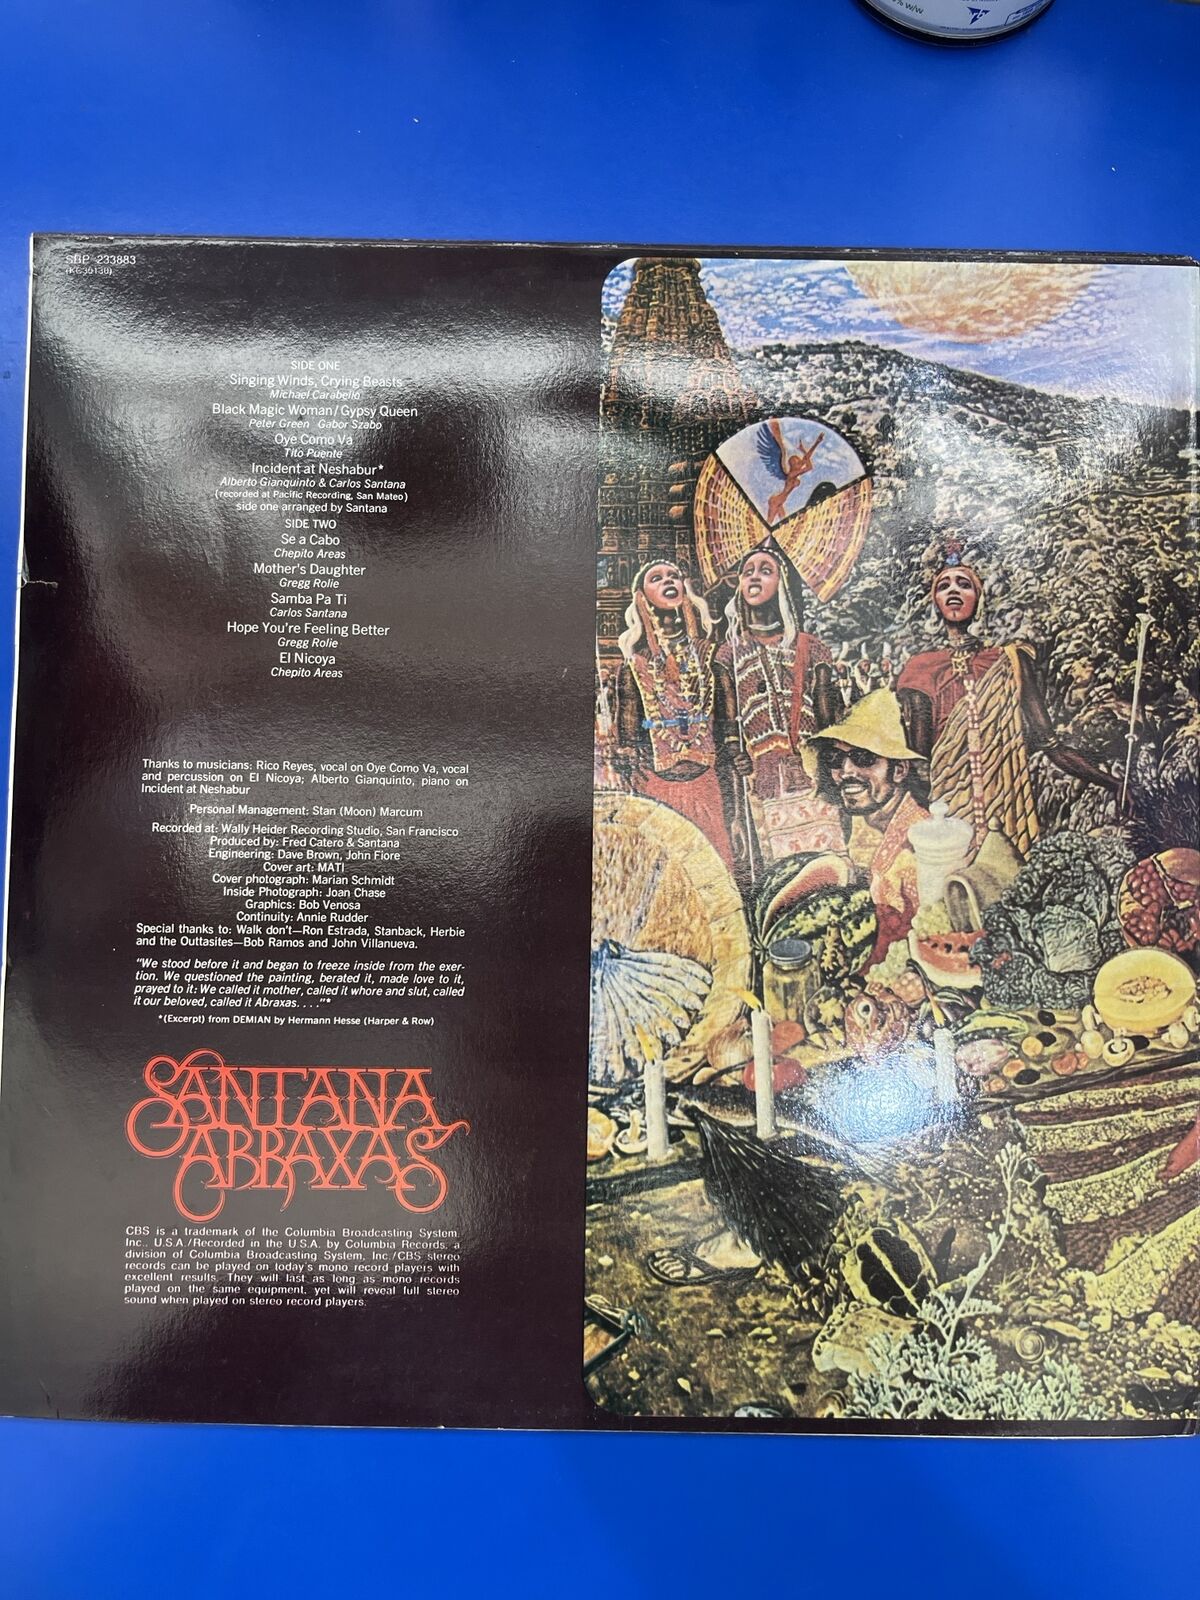 % w/w
SBP 233883
(KC 30130)
SIDE ONE
Singing Winds, Crying Beasts
Michael Carabello
Black Magic Woman/Gypsy Queen
Peter Green Gabor Szabo
Oye Como Va
Tito Puente
Incident at Neshabur*
Alberto Gianquinto & Carlos Santana
(recorded at Pacific Recording, San Mateo)
side one arranged by Santana
SIDE TWO
Se a Cabo
Chepito Areas
Mother's Daughter
Gregg Rolie
Samba Pa Ti
Carlos Santana
Hope You're Feeling Better
Gregg Rolie
El Nicoya
Chepito Areas
Thanks to musicians: Rico Reyes, vocal on Oye Como Va, vocal
and percussion on El Nicoya; Alberto Gianquinto, piano on
Incident at Neshabur
Personal Management: Stan (Moon) Marcum
Recorded at: Wally Heider Recording Studio, San Francisco
Produced by: Fred Catero & Santana
Engineering: Dave Brown, John Fiore
Cover art: MATI
Cover photograph: Marian Schmidt
Inside Photograph: Joan Chase
Graphics: Bob Venosa
Continuity: Annie Rudder
Special thanks to: Walk don't—Ron Estrada, Stanback, Herbie
and the Outtasites—Bob Ramos and John Villanueva.
"We stood before it and began to freeze inside from the exer-
tion. We questioned the painting, berated it, made love to it,
prayed to it: We called it mother, called it whore and slut, called
it our beloved, called it Abraxas. . . ."*
*(Excerpt) from DEMIAN by Hermann Hesse (Harper & Row)
SANTANA
ABRAXAS
CBS is a trademark of the Columbia Broadcasting System.
Inc., U.S.A./Recorded in the U.S.A. by Columbia Records, a
division of Columbia Broadcasting System, Inc./CBS stereo
records can be played on today's mono record players with
excellent results. They will last as long as mono records
played on the same equipment, yet will reveal full stereo
sound when played on stereo record players.